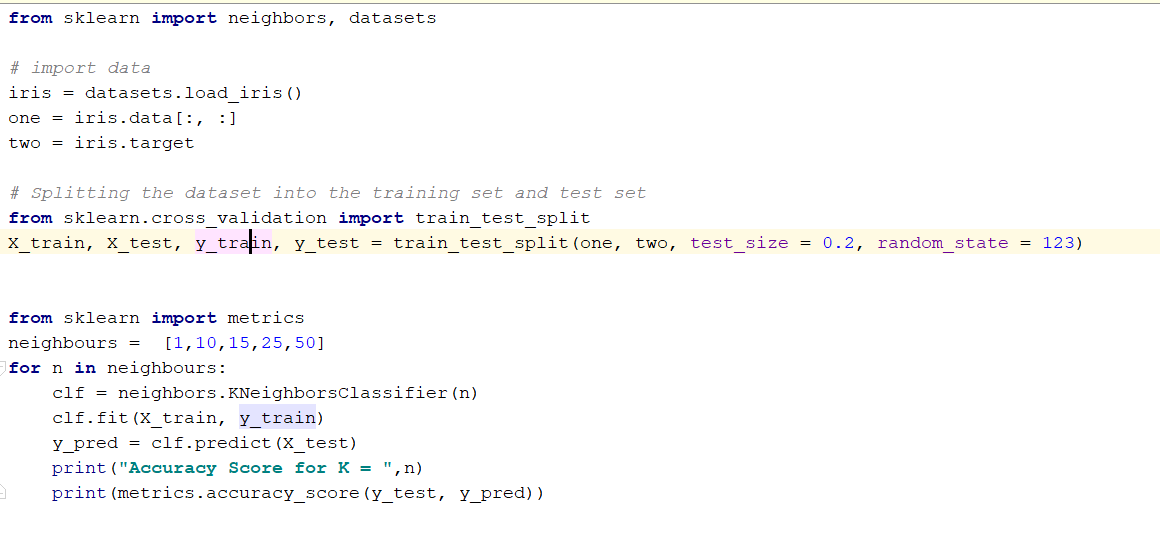 from sklearn import neighbors, datasets
# import data
iris = datasets.load_iris()
one = iris.data[:, :]
two = iris.target
# Splitting the dataset into the training set and test set
from sklearn.cross_validation import train_test_split
X_train, X_test, y_train, y_test = train_test_split(one, two, test_size = 0.2, random_state = 123)
from sklearn import metrics
neighbours =  [1,10,15,25,50]
for n in neighbours:
    clf = neighbors.KNeighborsClassifier(n)
    clf.fit(X_train, y_train)
    y_pred = clf.predict(X_test)
    print("Accuracy Score for K = ",n)
    print(metrics.accuracy_score(y_test, y_pred))